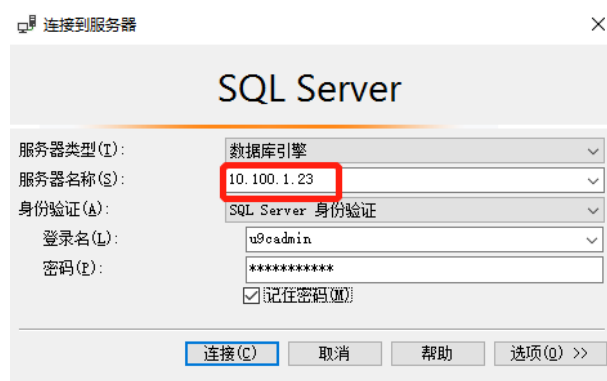 连接到服务器
SQL Server
服务器类型(T): 数据库引擎
服务器名称(S): 10.100.1.23
身份验证(A): SQL Server 身份验证
登录名(L): u9cadmin
密码(P): ***********
记住密码(M)
连接(C) 取消 帮助 选项(O) >>